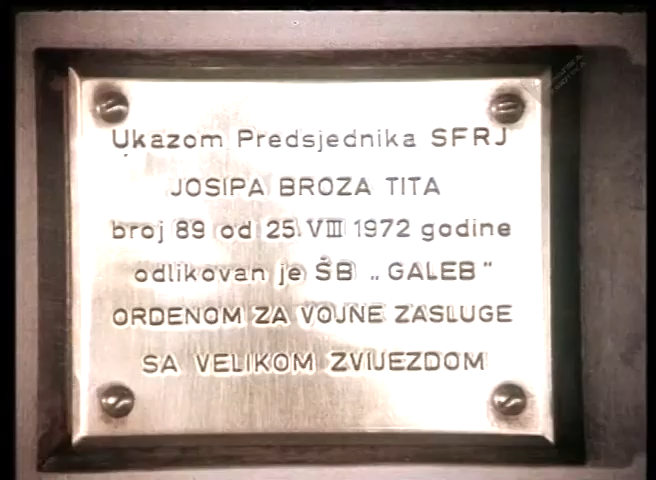 Ukazom Predsjednika SFRJ
JOSIPA BROZA TITA
broj 89 od 25. VIII 1972 godine
odlikovan je ŠB „GALEB"
ORDENOM ZA VOJNE ZASLUGE
SA VELIKOM ZVIJEZDOM